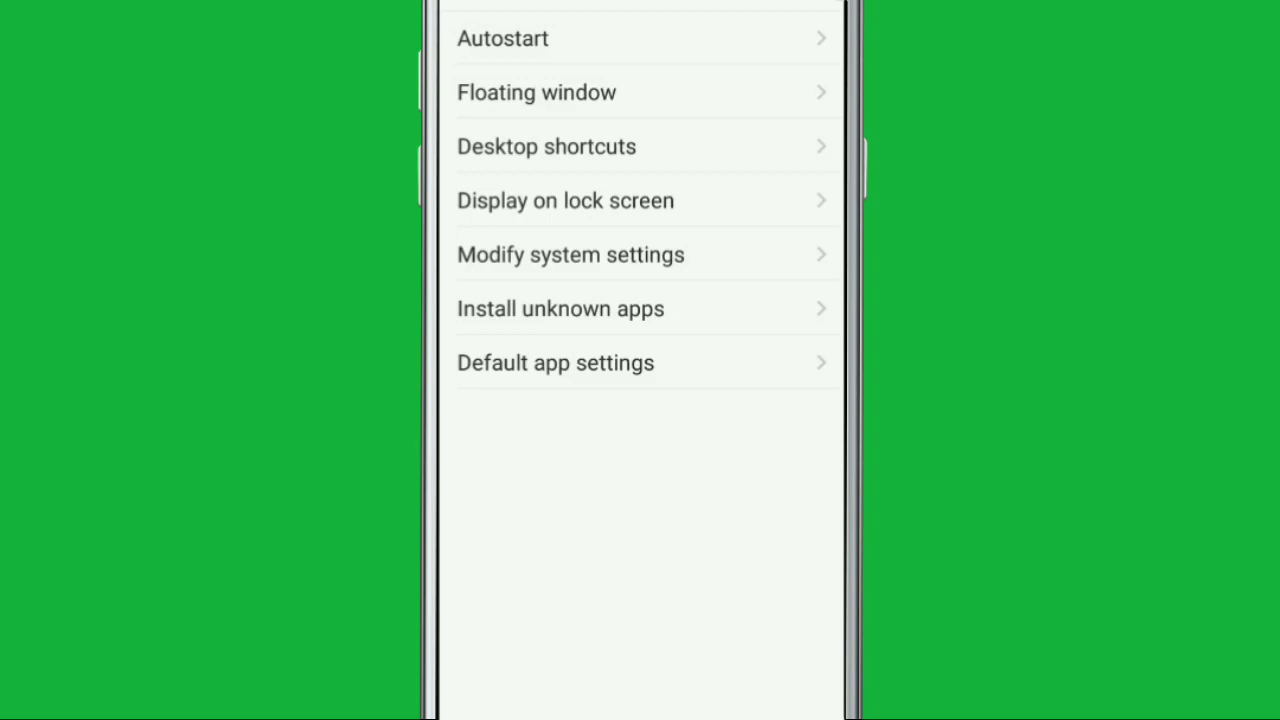 Autostart
Floating window
Desktop shortcuts
Display on lock screen
Modify system settings
Install unknown apps
Default app settings